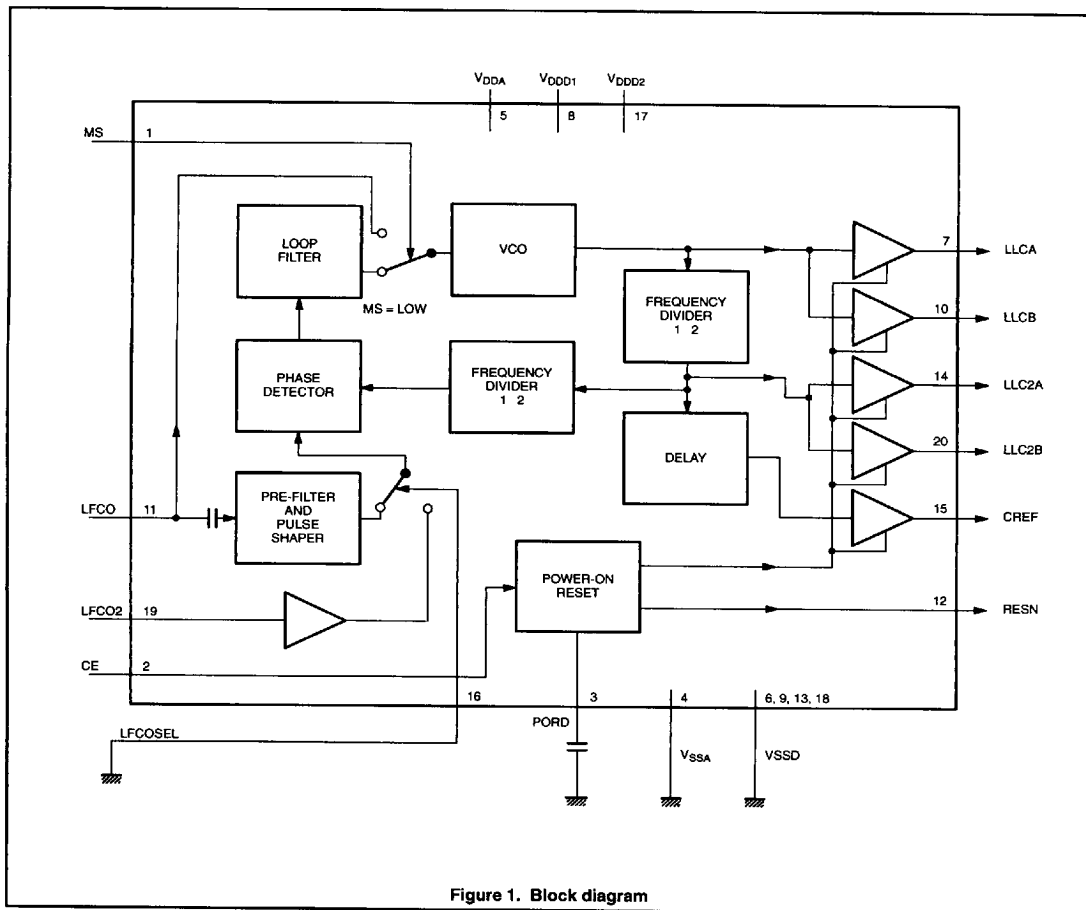 VDDA VDDD1 VDDD2
5 8 17
MS 1
LOOP
FILTER
VCO
MS = LOW
FREQUENCY
DIVIDER
1 2
7 LLCA
10 LLCB
PHASE
DETECTOR
FREQUENCY
DIVIDER
1 2
14 LLC2A
DELAY
20 LLC2B
LFCO 11
PRE-FILTER
AND
PULSE
SHAPER
15 CREF
POWER-ON
RESET
LFCO2 19
12 RESN
CE 2
16 3 4 6, 9, 13, 18
LFCOSEL
PORD
VSSA
VSSD
Figure 1. Block diagram